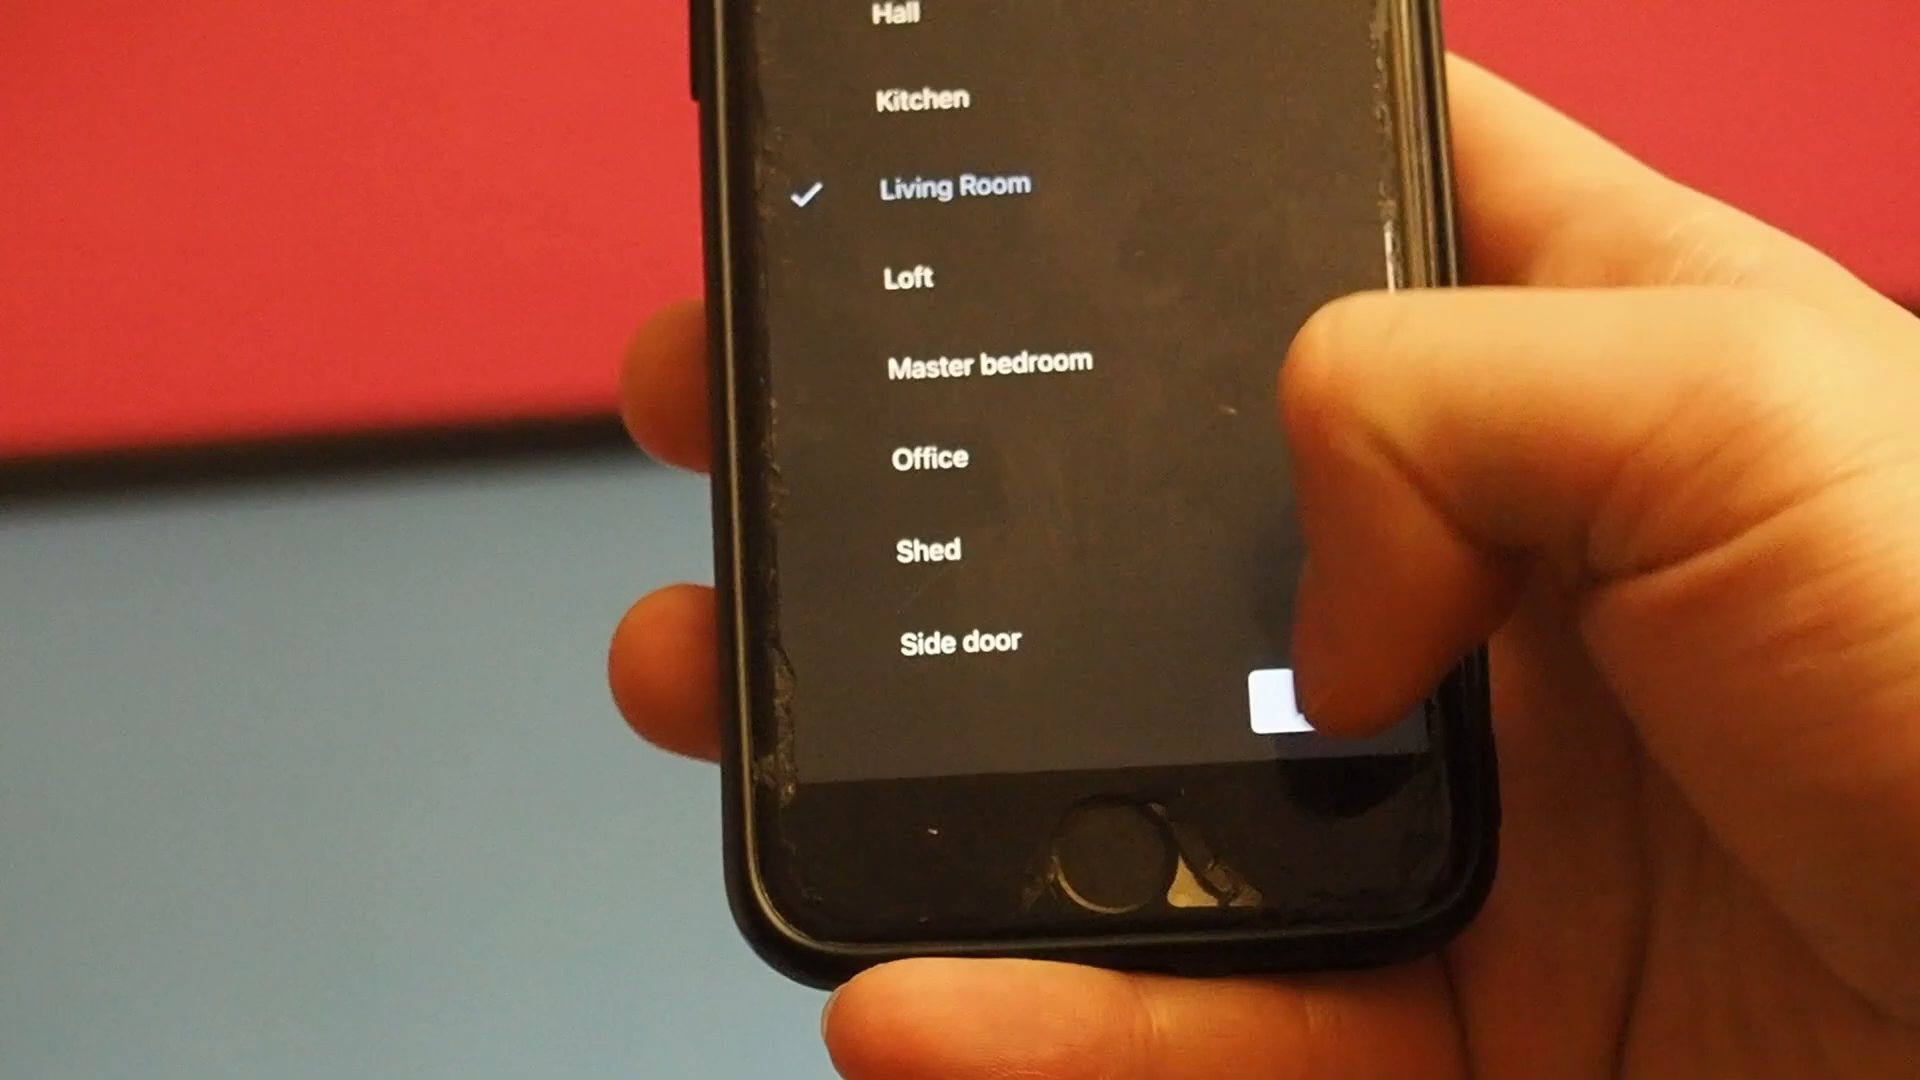 Hall
Kitchen
Living Room
Loft
Master bedroom
Office
Shed
Side door